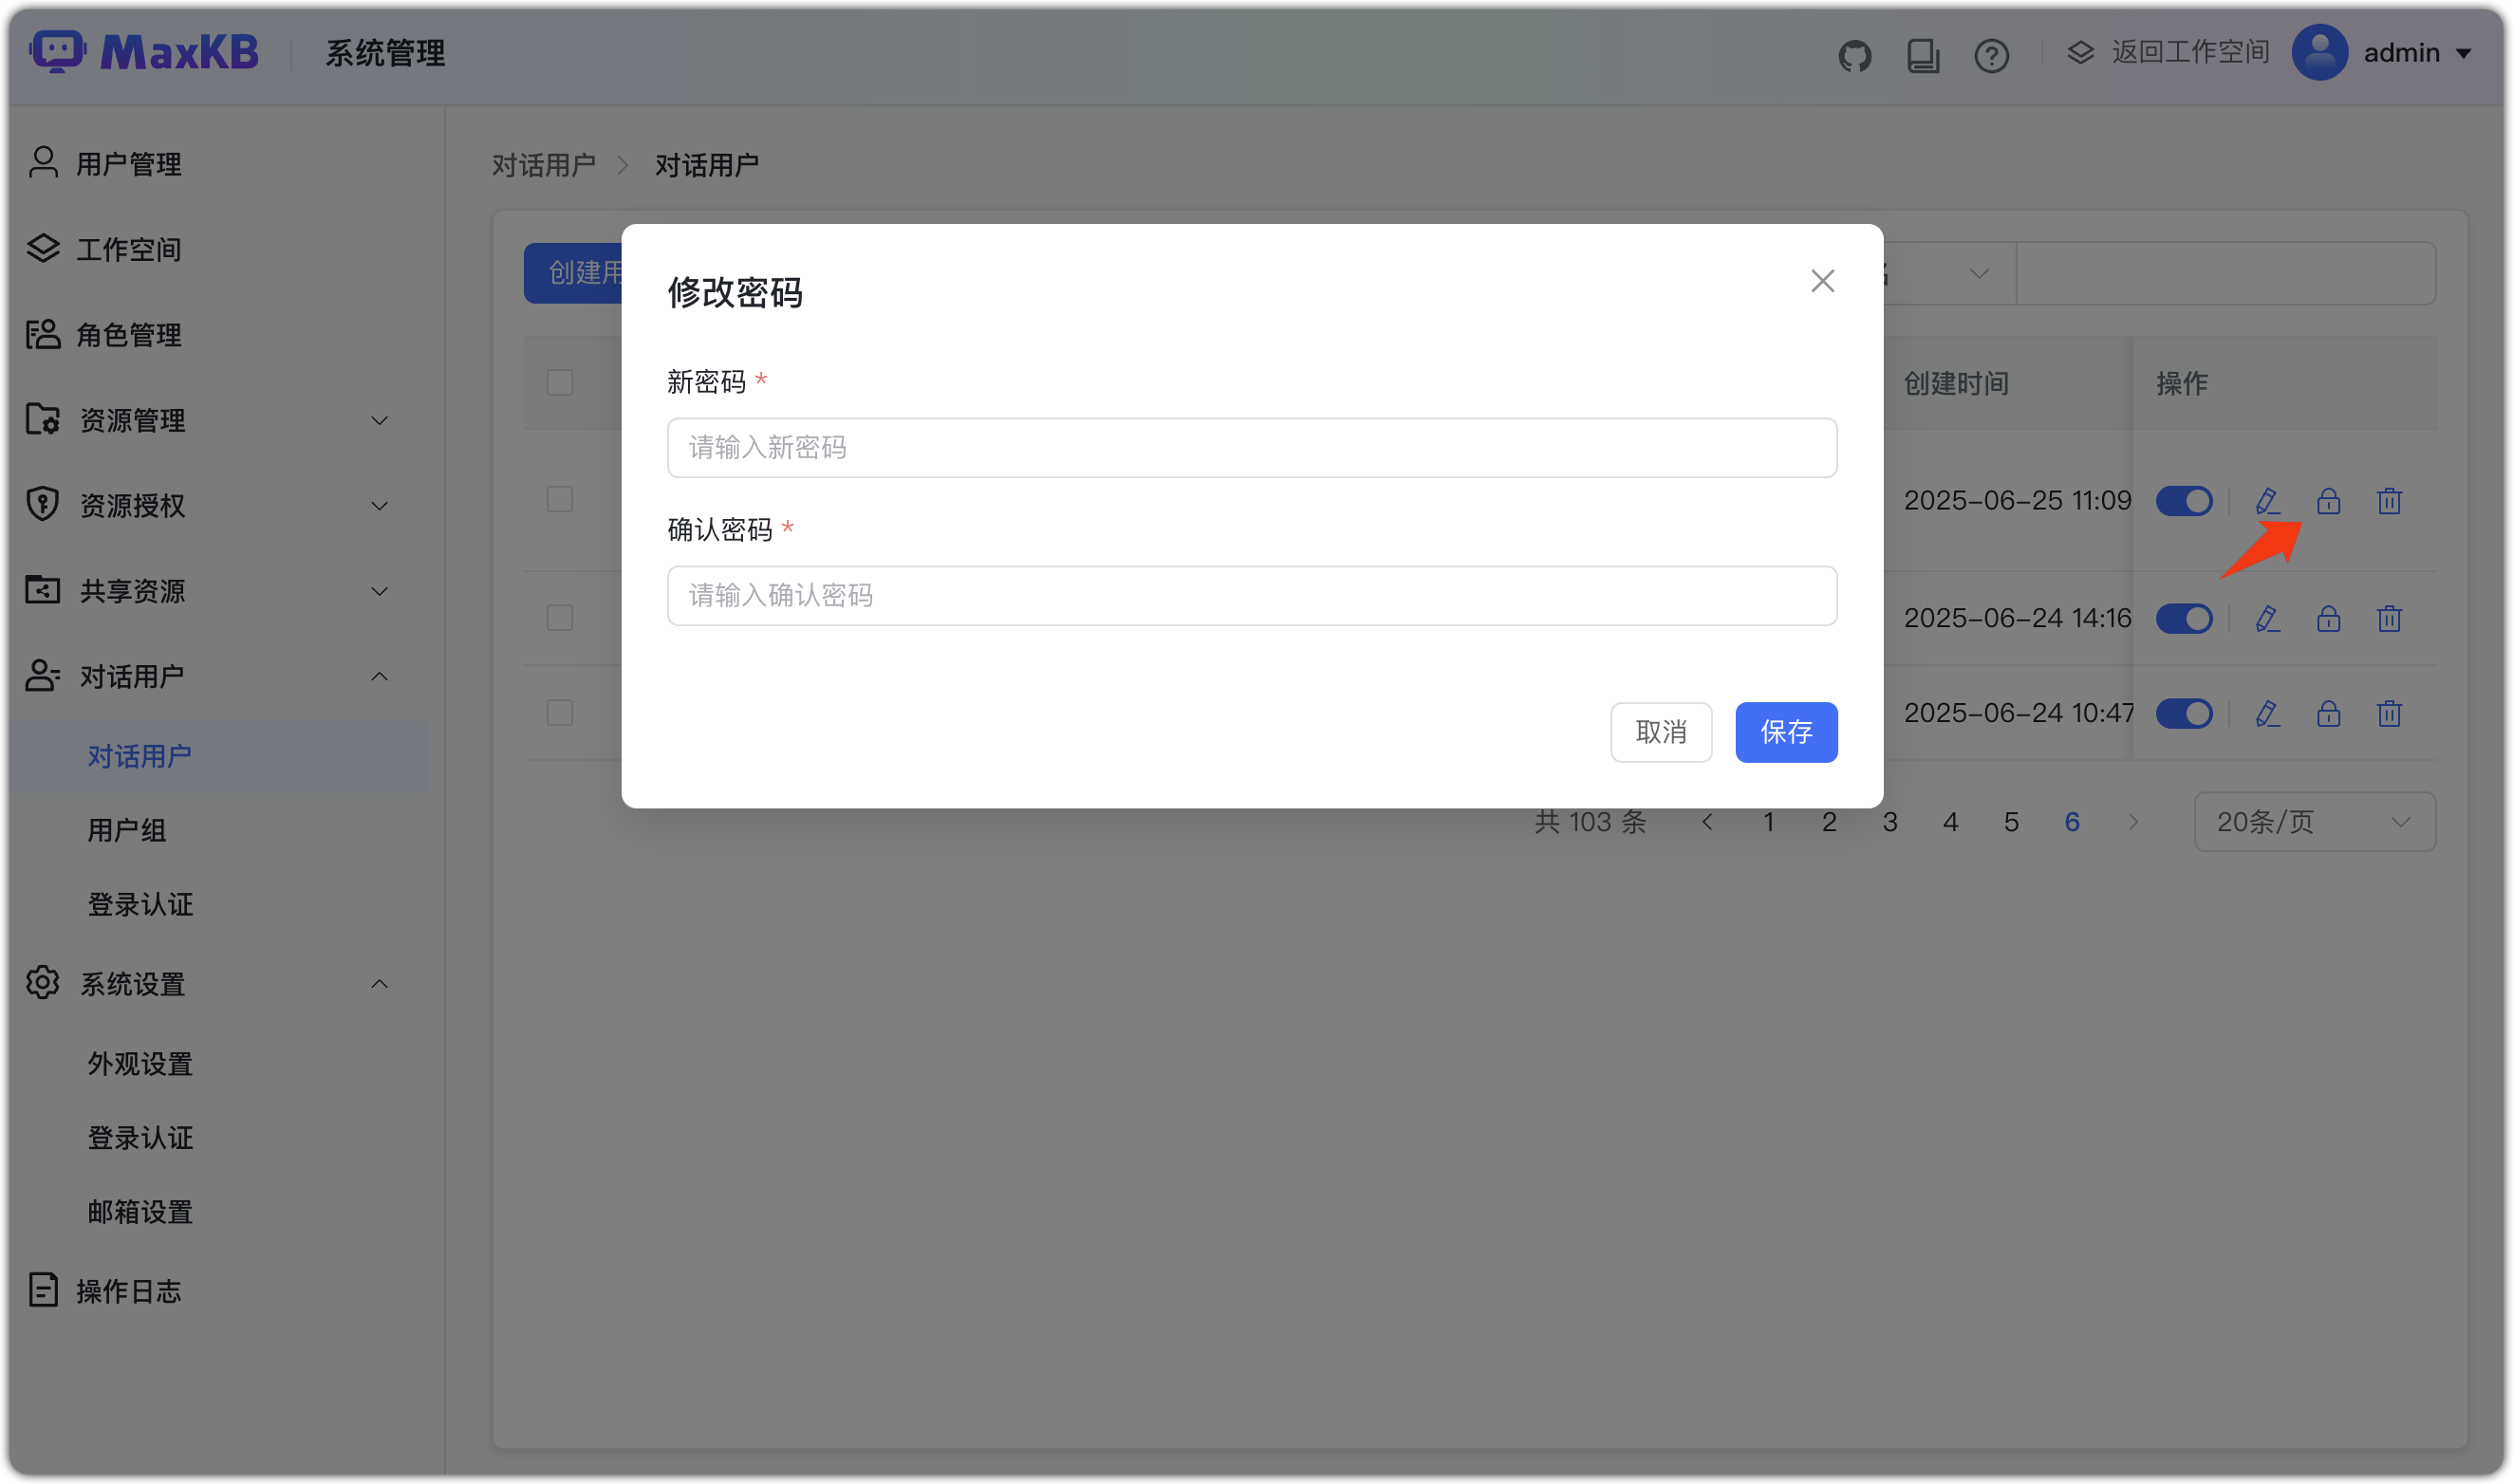 MaxKB
系统管理
返回工作空间
admin
用户管理
工作空间
角色管理
资源管理
资源授权
共享资源
对话用户
对话用户
用户组
登录认证
系统设置
外观设置
登录认证
邮箱设置
操作日志
对话用户 > 对话用户
创建用
修改密码
新密码 *
请输入新密码
确认密码 *
请输入确认密码
取消
保存
创建时间
操作
2025-06-25 11:09
2025-06-24 14:16
2025-06-24 10:47
共 103 条
1 2 3 4 5 6
20条/页